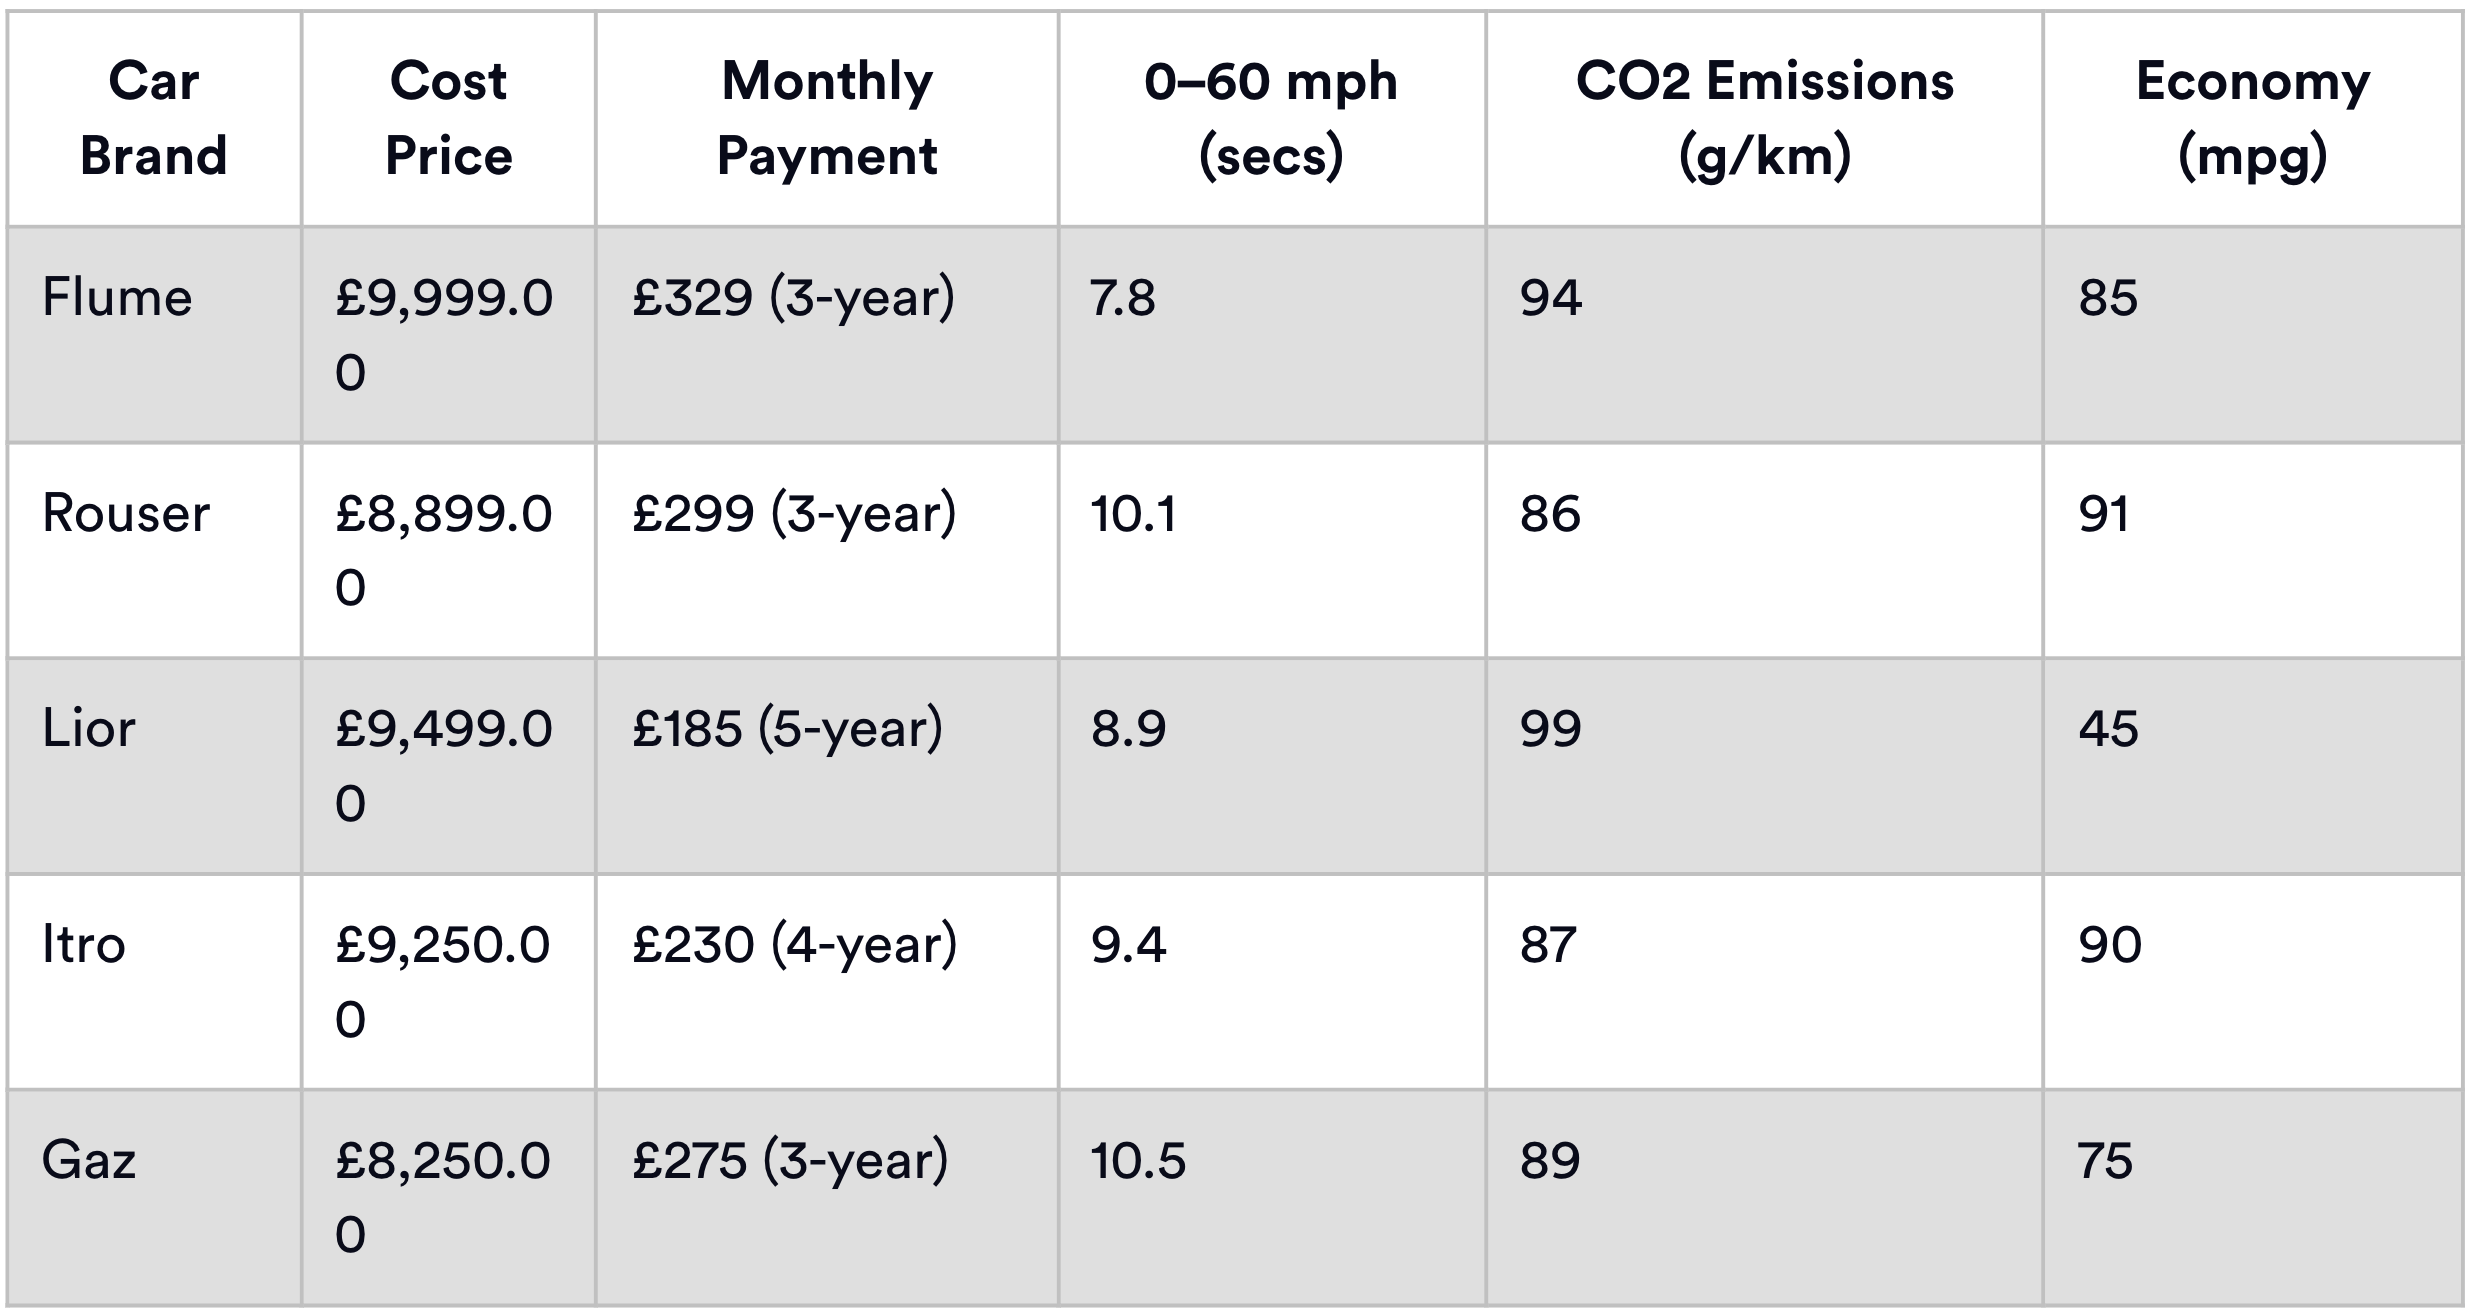 Car Brand | Cost Price | Monthly Payment | 0–60 mph (secs) | CO2 Emissions (g/km) | Economy (mpg)
Flume | £9,999.00 | £329 (3-year) | 7.8 | 94 | 85
Rouser | £8,899.00 | £299 (3-year) | 10.1 | 86 | 91
Lior | £9,499.00 | £185 (5-year) | 8.9 | 99 | 45
Itro | £9,250.00 | £230 (4-year) | 9.4 | 87 | 90
Gaz | £8,250.00 | £275 (3-year) | 10.5 | 89 | 75